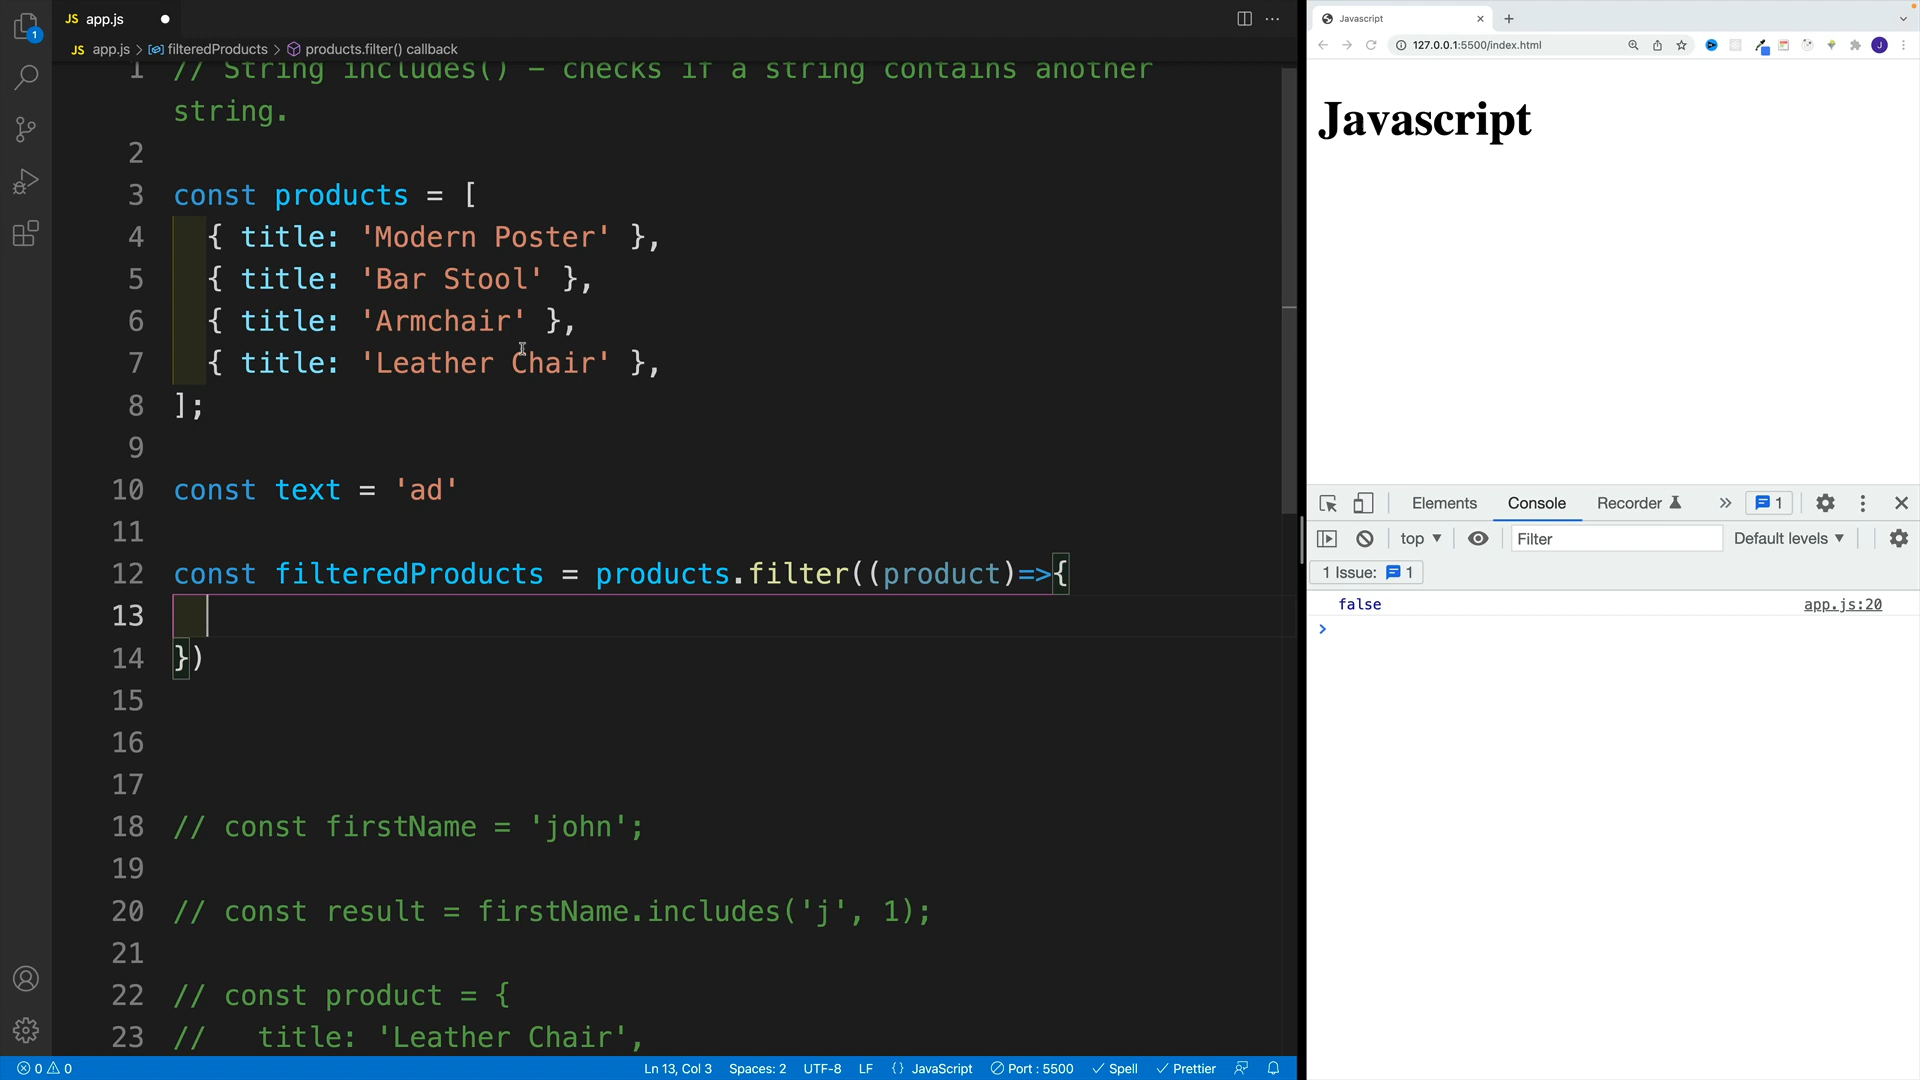 JS app.js
JS app.js > filteredProducts > products.filter() callback
1 // String includes() – checks if a string contains another
string.
2
3 const products = [
4 { title: 'Modern Poster' },
5 { title: 'Bar Stool' },
6 { title: 'Armchair' },
7 { title: 'Leather Chair' },
8 ];
9
10 const text = 'ad'
11
12 const filteredProducts = products.filter((product)=>{
13
14 })
15
16
17
18 // const firstName = 'john';
19
20 // const result = firstName.includes('j', 1);
21
22 // const product = {
23 // title: 'Leather Chair',
1
0 0 Ln 13, Col 3 Spaces: 2 UTF-8 LF {} JavaScript Port : 5500 Spell Prettier
Javascript
127.0.0.1:5500/index.html
J
Javascript
Elements Console Recorder 1
top Filter Default levels
1 Issue: 1
false app.js:20
>